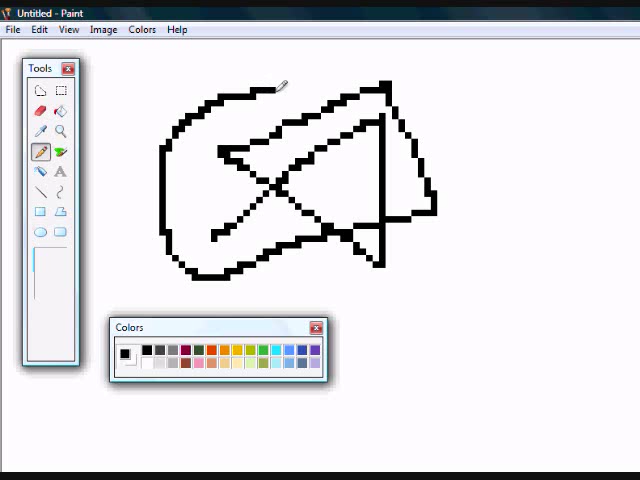 Untitled - Paint
File Edit View Image Colors Help
Tools
A
Colors